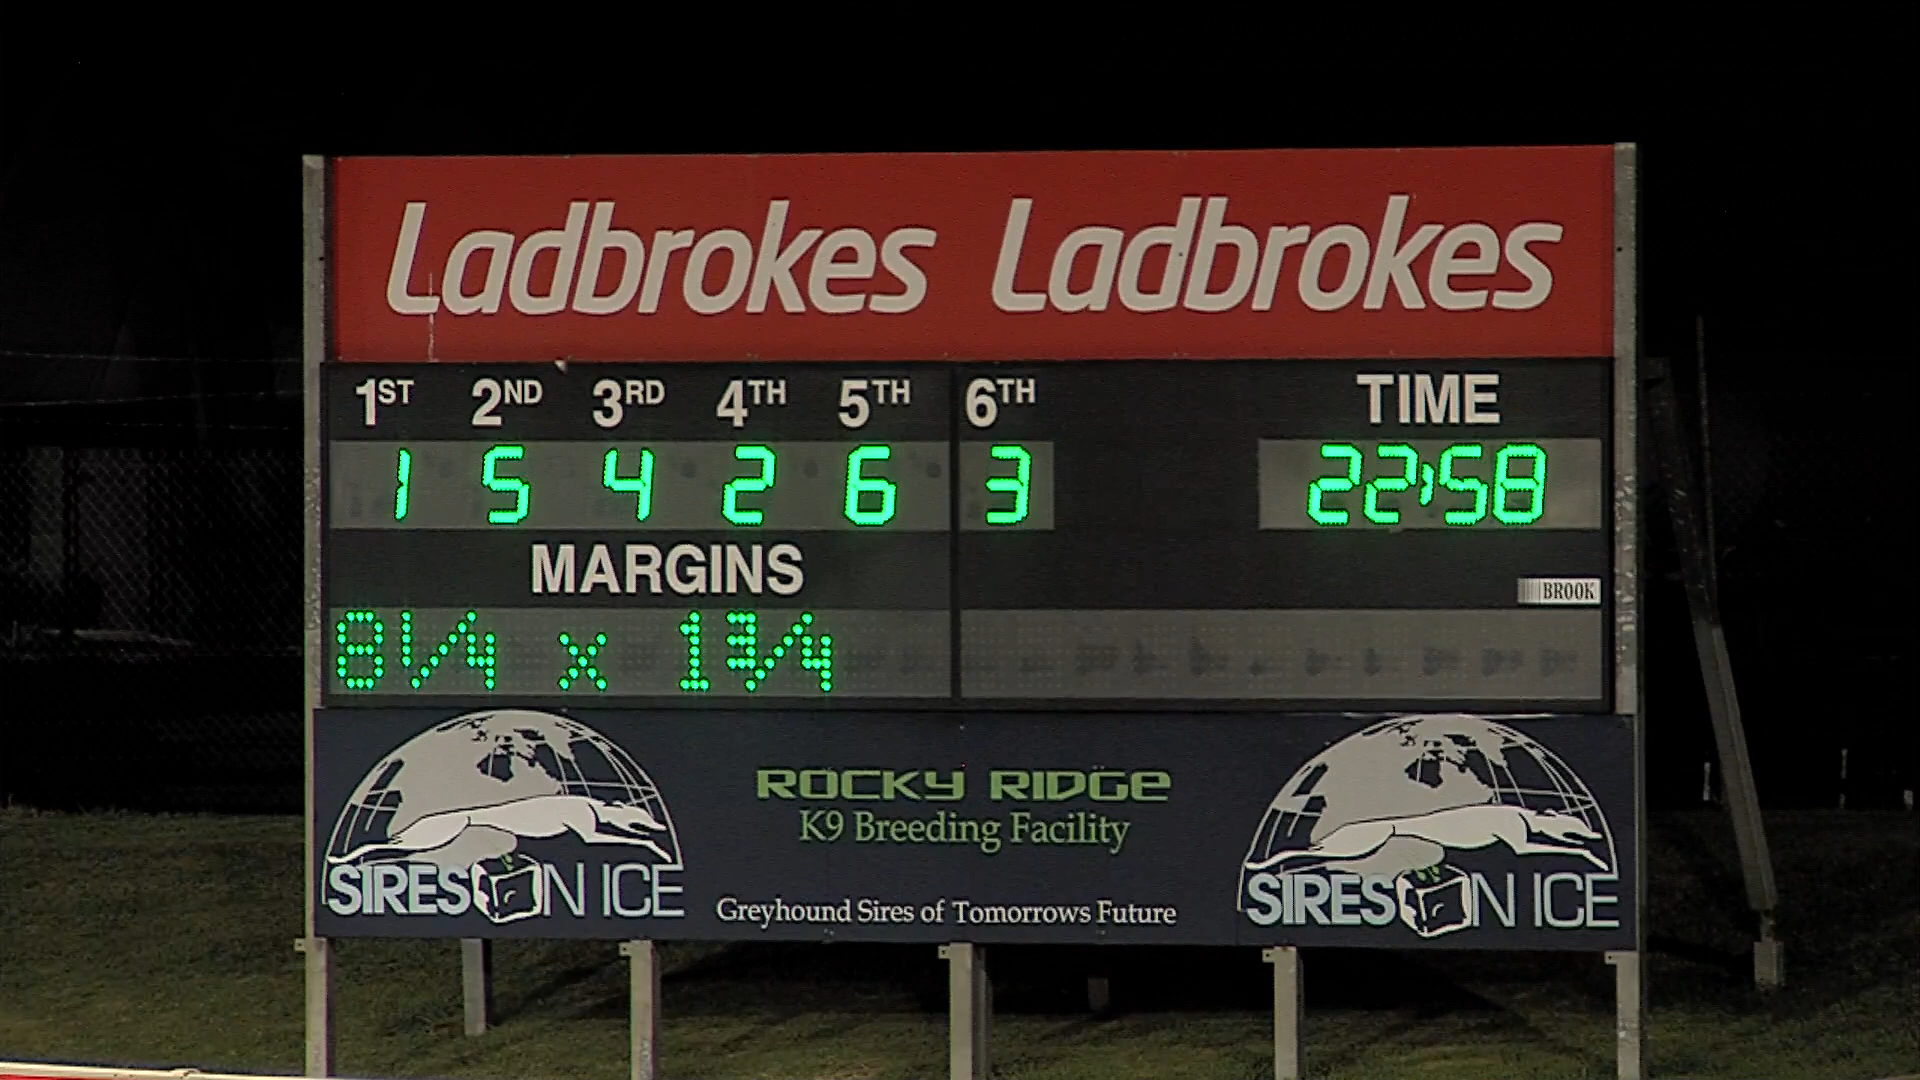 Ladbrokes Ladbrokes
1ST 2ND 3RD 4TH 5TH 6TH TIME
1 5 4 2 6 3 22:58
MARGINS
BROOK
8 1/4 x 1 3/4
ROCKY RIDGE
K9 Breeding Facility
SIRES ON ICE
Greyhound Sires of Tomorrows Future
SIRES ON ICE